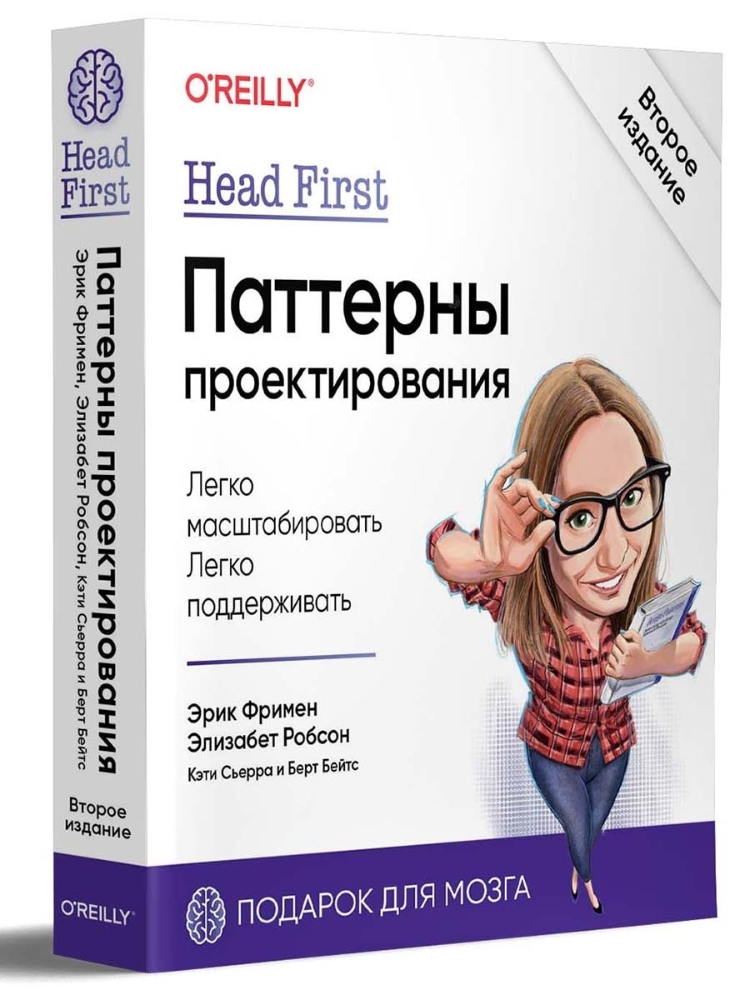 Head
First
Паттерны проектирования
Эрик Фримен, Элизабет Робсон, Кэти Сьерра и Берт Бейтс
Второе
издание
O'REILLY®
O'REILLY®
Второе
издание
Head First
Паттерны
проектирования
Легко
масштабировать
Легко
поддерживать
Эрик Фримен
Элизабет Робсон
Кэти Сьерра и Берт Бейтс
ПОДАРОК ДЛЯ МОЗГА